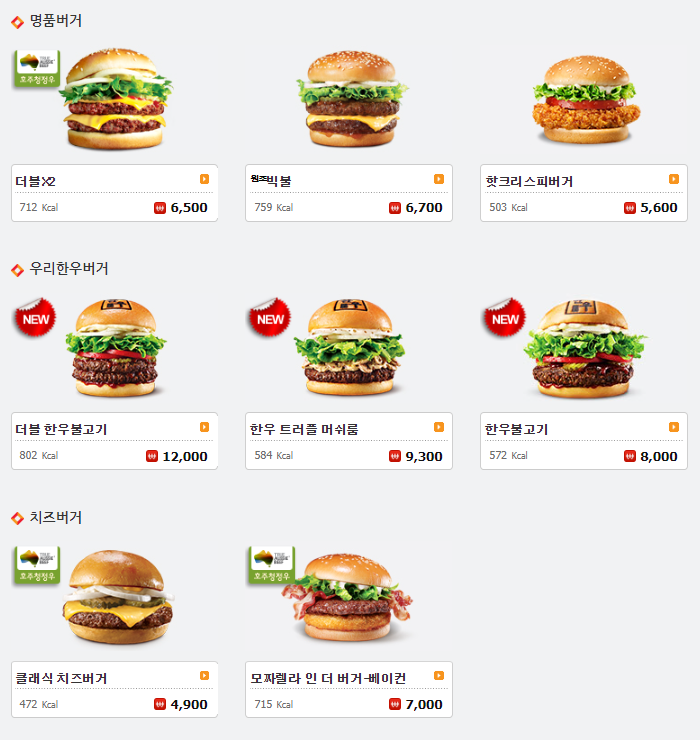 명품버거
호주청정우
더블X2
712 Kcal 6,500
원조빅불
759 Kcal 6,700
핫크리스피버거
503 Kcal 5,600
우리한우버거
NEW
더블 한우불고기
802 Kcal 12,000
NEW
한우 트러플 머쉬룸
584 Kcal 9,300
NEW
한우불고기
572 Kcal 8,000
치즈버거
호주청정우
클래식 치즈버거
472 Kcal 4,900
호주청정우
모짜렐라 인 더 버거-베이컨
715 Kcal 7,000